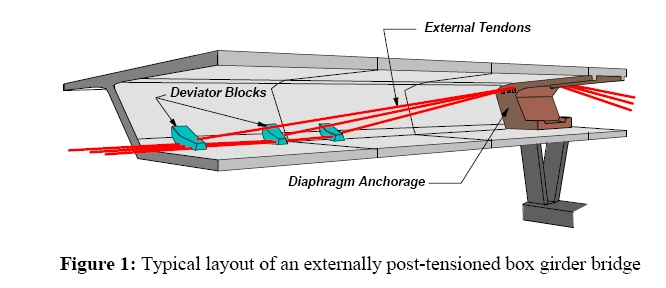 External Tendons
Deviator Blocks
Diaphragm Anchorage
Figure 1: Typical layout of an externally post-tensioned box girder bridge